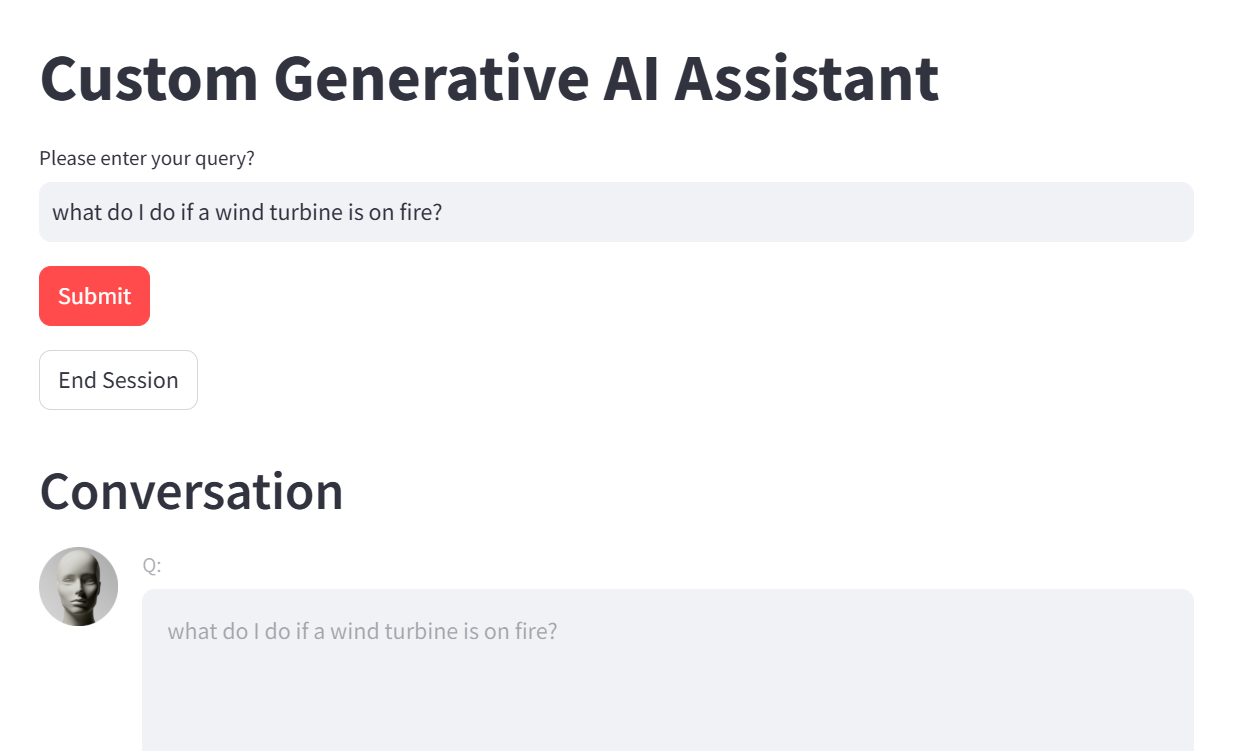 Custom Generative AI Assistant
Please enter your query?
what do I do if a wind turbine is on fire?
Submit
End Session
Conversation
Q:
what do I do if a wind turbine is on fire?